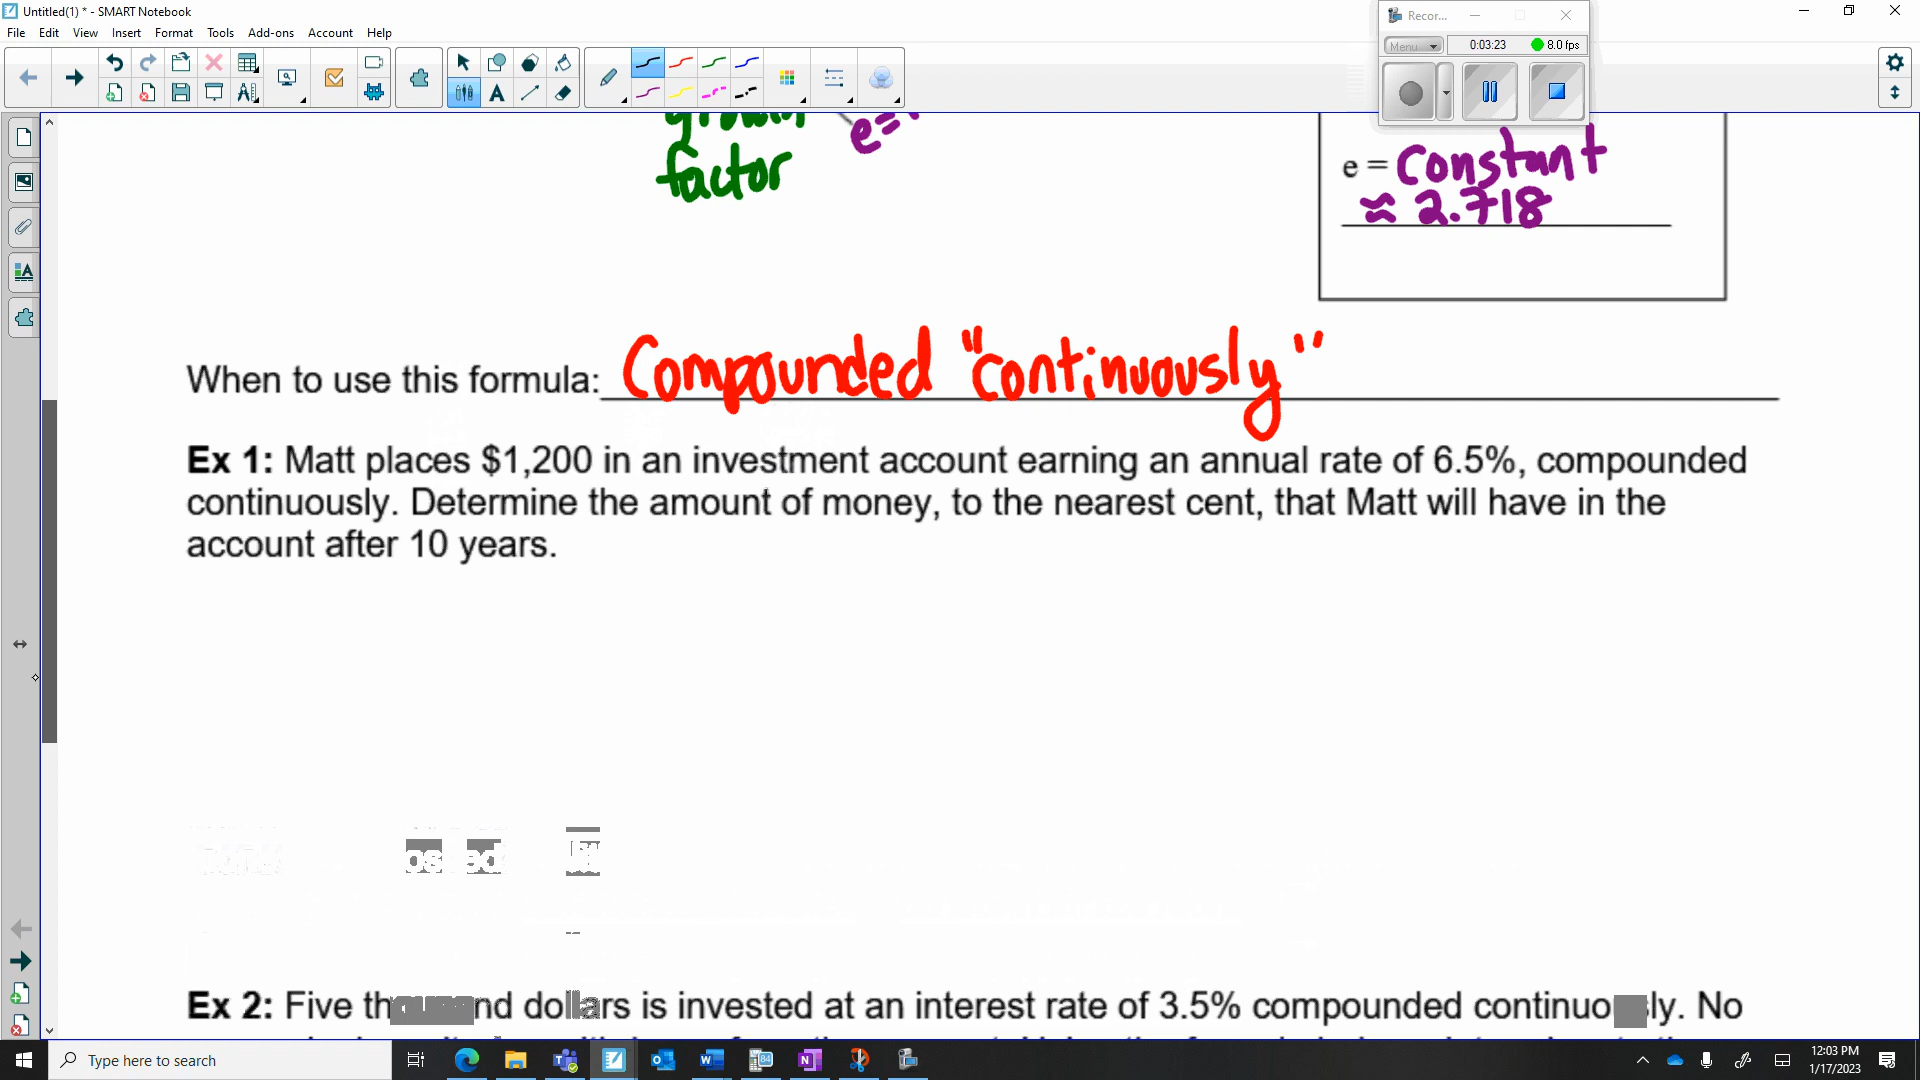 Untitled(1) * - SMART Notebook
File Edit View Insert Format Tools Add-ons Account Help
Recor...
Menu 0:03:23 8.0 fps
factor
e = constant
≈ 2.718
When to use this formula: Compounded "continuously"
Ex 1: Matt places $1,200 in an investment account earning an annual rate of 6.5%, compounded
continuously. Determine the amount of money, to the nearest cent, that Matt will have in the
account after 10 years.
Ex 2: Five dollars is invested at an interest rate of 3.5% compounded No
Type here to search
12:03 PM
1/17/2023